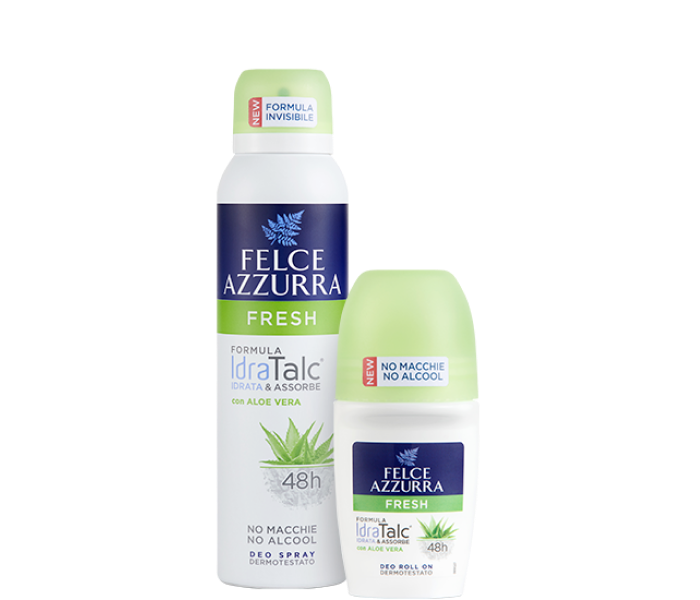 NEW
FORMULA
INVISIBILE
FELCE
AZZURRA
FRESH
FORMULA
IdraTalc®
IDRATA & ASSORBE
con ALOE VERA
48h
NO MACCHIE
NO ALCOOL
DEO SPRAY
DERMOTESTATO
NEW
NO MACCHIE
NO ALCOOL
FELCE
AZZURRA
FRESH
FORMULA
IdraTalc®
IDRATA & ASSORBE
con ALOE VERA
48h
DEO ROLL ON
DERMOTESTATO